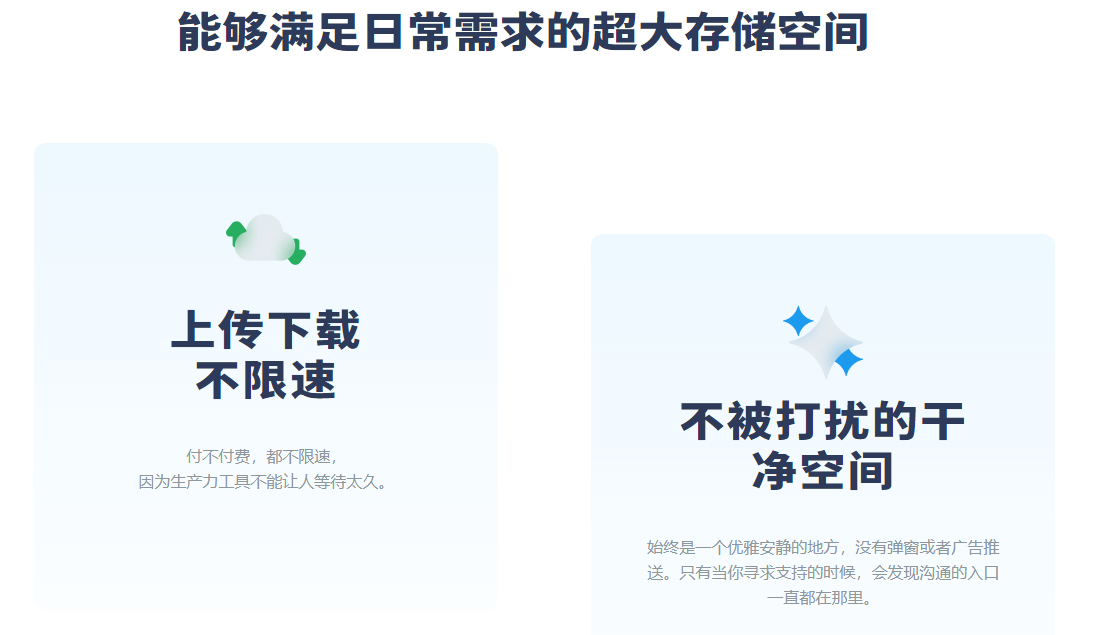 能够满足日常需求的超大存储空间
上传下载
不限速
付不付费，都不限速，
因为生产力工具不能让人等待太久。
不被打扰的干
净空间
始终是一个优雅安静的地方，没有弹窗或者广告推
送。只有当你寻求支持的时候，会发现沟通的入口
一直都在那里。